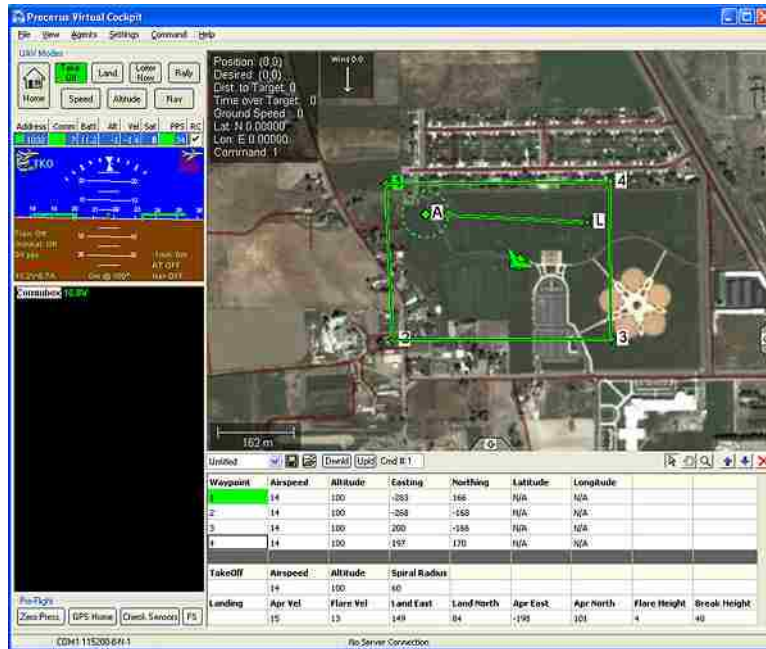 Procerus Virtual Cockpit
File View Agents Settings Command Help
UAV Modes
Home
Take Off
Land
Loiter Now
Rally
Speed
Altitude
Nav
Address Comm Batt Alt Vel Sat PPS RC
TKO
Commbox 16.8V
Pre-Flight
Zero Press. GPS Home Check Sensors FS
Position: (0,0)
Desired: (0,0)
Dist. to Target: 0
Time over Target: 0
Ground Speed: 0
Lat: N 0.00000
Lon: E 0.00000
Command: 1
Wind 0.0
4
A
L
2
3
162 m
G
Untitled Dwnld Upld Cmd #: 1
Waypoint Airspeed Altitude Easting Northing Latitude Longitude
1 14 100 -263 166 N/A N/A
2 14 100 -268 -168 N/A N/A
3 14 100 200 -166 N/A N/A
4 14 100 197 170 N/A N/A
TakeOff Airspeed Altitude Spiral Radius
14 100 60
Landing Apr Vel Flare Vel Land East Land North Apr East Apr North Flare Height Break Height
15 13 149 84 -195 101 4 40
COM1:115200-8-N-1 No Server Connection